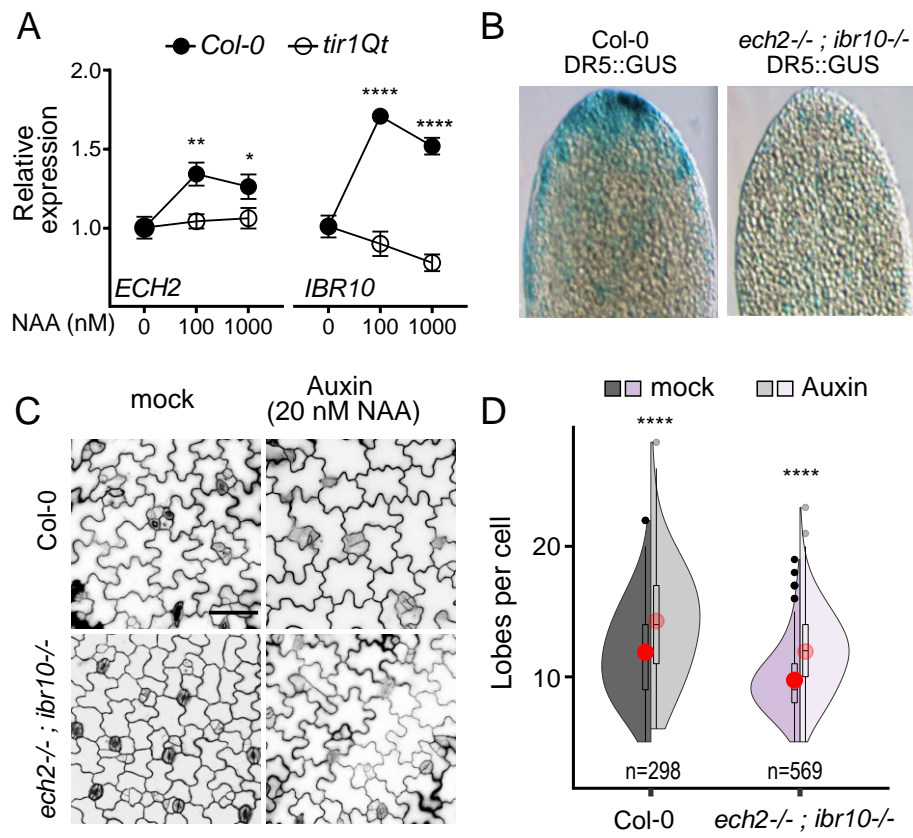 A
Col-0 tir1Qt
Relative
expression
2.0
1.5
1.0
** *
**** ****
ECH2 IBR10
NAA (nM) 0 100 1000 0 100 1000
B
Col-0
DR5::GUS
ech2-/- ; ibr10-/-
DR5::GUS
C
mock
Auxin
(20 nM NAA)
Col-0
ech2-/- ; ibr10-/-
D
mock Auxin
Lobes per cell
20
10
****
****
n=298 n=569
Col-0 ech2-/- ; ibr10-/-